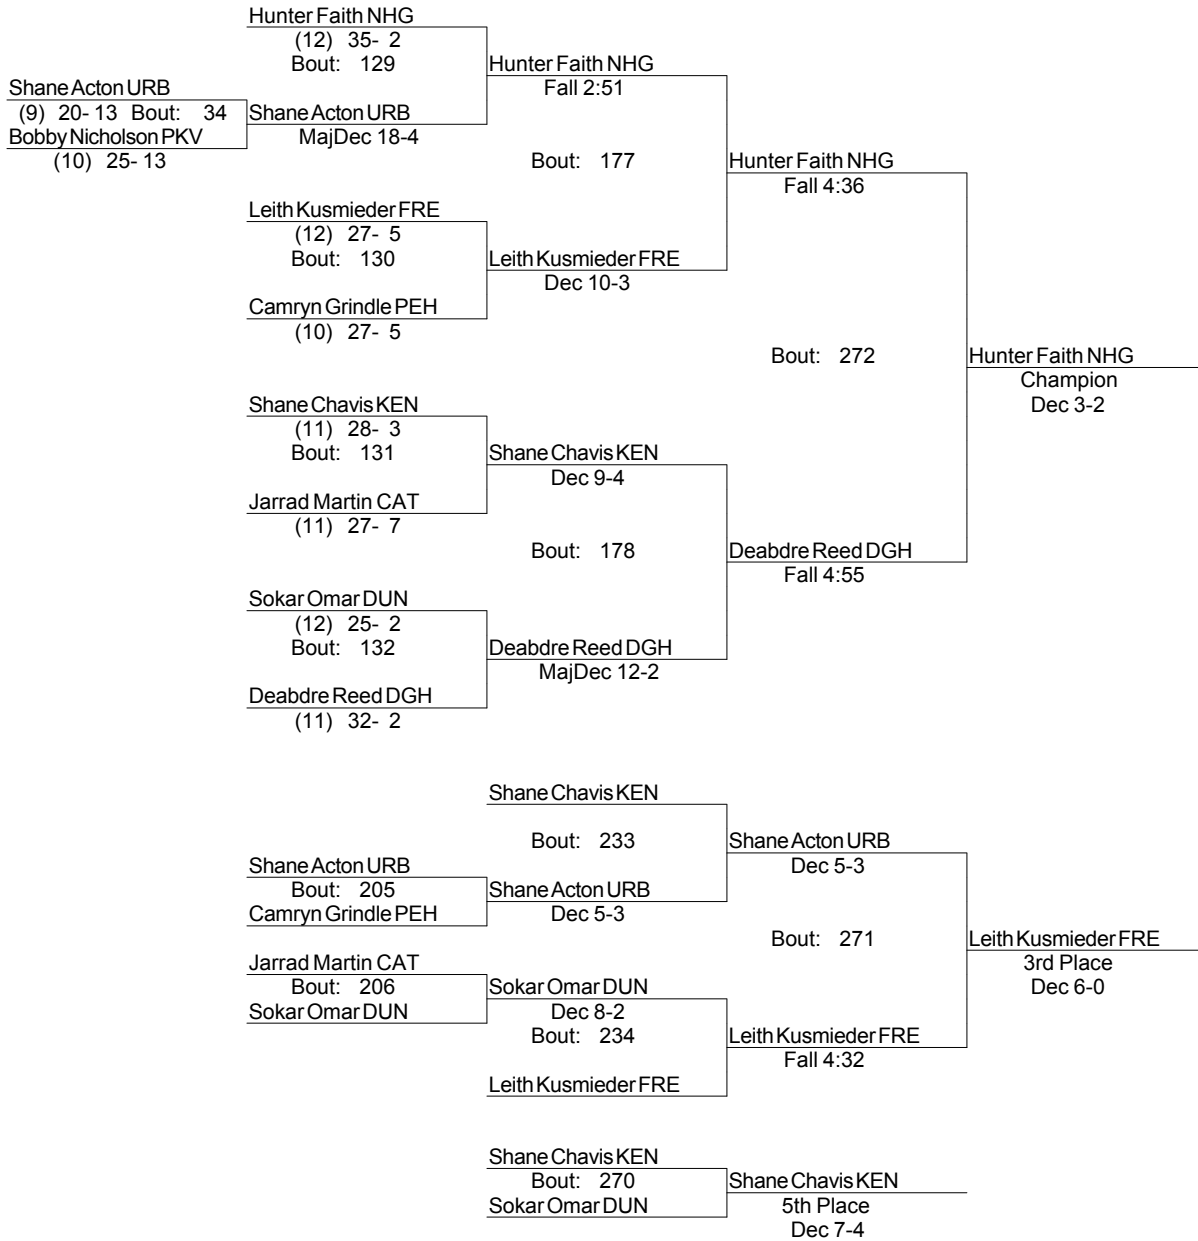 Hunter Faith NHG
(12) 35- 2
Bout: 129
Hunter Faith NHG
Fall 2:51
Shane Acton URB
(9) 20- 13 Bout: 34
Shane Acton URB
Bobby Nicholson PKV
MajDec 18-4
(10) 25- 13
Bout: 177
Hunter Faith NHG
Fall 4:36
Leith Kusmieder FRE
(12) 27- 5
Bout: 130
Leith Kusmieder FRE
Dec 10-3
Camryn Grindle PEH
(10) 27- 5
Bout: 272
Hunter Faith NHG
Champion
Dec 3-2
Shane Chavis KEN
(11) 28- 3
Bout: 131
Shane Chavis KEN
Dec 9-4
Jarrad Martin CAT
(11) 27- 7
Bout: 178
Deabdre Reed DGH
Fall 4:55
Sokar Omar DUN
(12) 25- 2
Bout: 132
Deabdre Reed DGH
MajDec 12-2
Deabdre Reed DGH
(11) 32- 2
Shane Chavis KEN
Bout: 233
Shane Acton URB
Dec 5-3
Shane Acton URB
Bout: 205
Shane Acton URB
Camryn Grindle PEH
Dec 5-3
Bout: 271
Leith Kusmieder FRE
3rd Place
Dec 6-0
Jarrad Martin CAT
Bout: 206
Sokar Omar DUN
Sokar Omar DUN
Dec 8-2
Bout: 234
Leith Kusmieder FRE
Fall 4:32
Leith Kusmieder FRE
Shane Chavis KEN
Bout: 270
Shane Chavis KEN
Sokar Omar DUN
5th Place
Dec 7-4